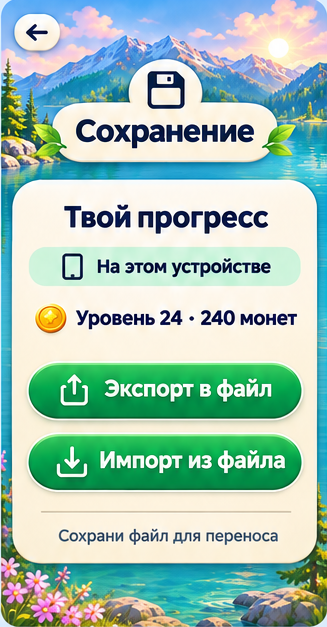 Сохранение
Твой прогресс
На этом устройстве
Уровень 24 • 240 монет
Экспорт в файл
Импорт из файла
Сохрани файл для переноса